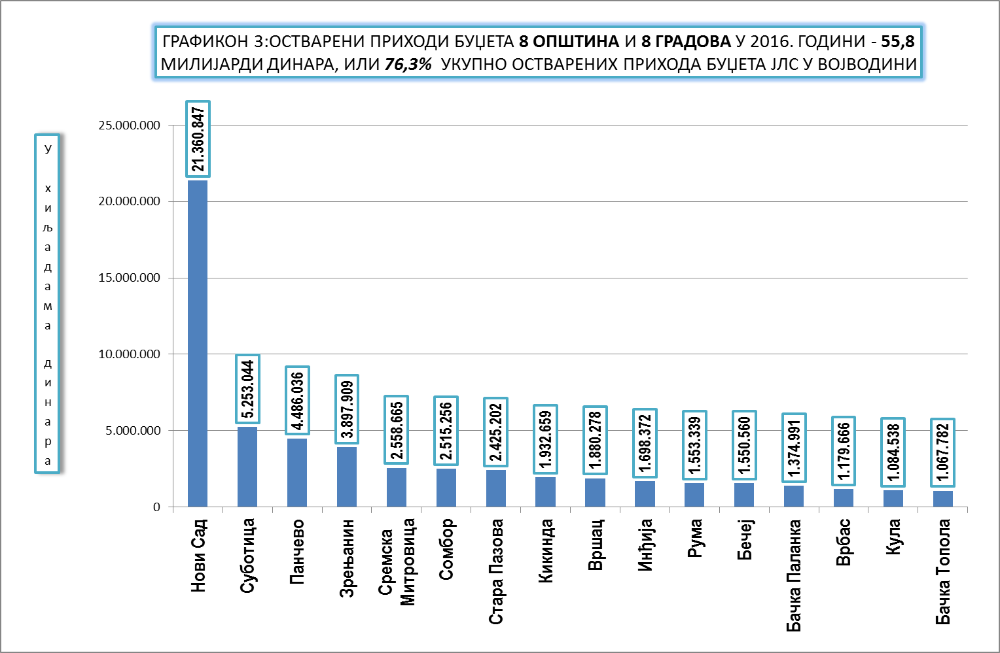 ГРАФИКОН 3:ОСТВАРЕНИ ПРИХОДИ БУЏЕТА 8 ОПШТИНА И 8 ГРАДОВА У 2016. ГОДИНИ - 55,8
МИЛИЈАРДИ ДИНАРА, ИЛИ 76,3% УКУПНО ОСТВАРЕНИХ ПРИХОДА БУЏЕТА ЈЛС У ВОЈВОДИНИ
У хиљадама динара
25.000.000
20.000.000
15.000.000
10.000.000
5.000.000
0
21.360.847
5.253.044
4.486.036
3.897.909
2.558.665
2.515.256
2.425.202
1.932.659
1.880.278
1.698.372
1.553.339
1.550.560
1.374.991
1.179.666
1.084.538
1.067.782
Нови Сад
Суботица
Панчево
Зрењанин
Сремска
Митровица
Сомбор
Стара Пазова
Кикинда
Вршац
Инђија
Рума
Бечеј
Бачка Паланка
Врбас
Кула
Бачка Топола